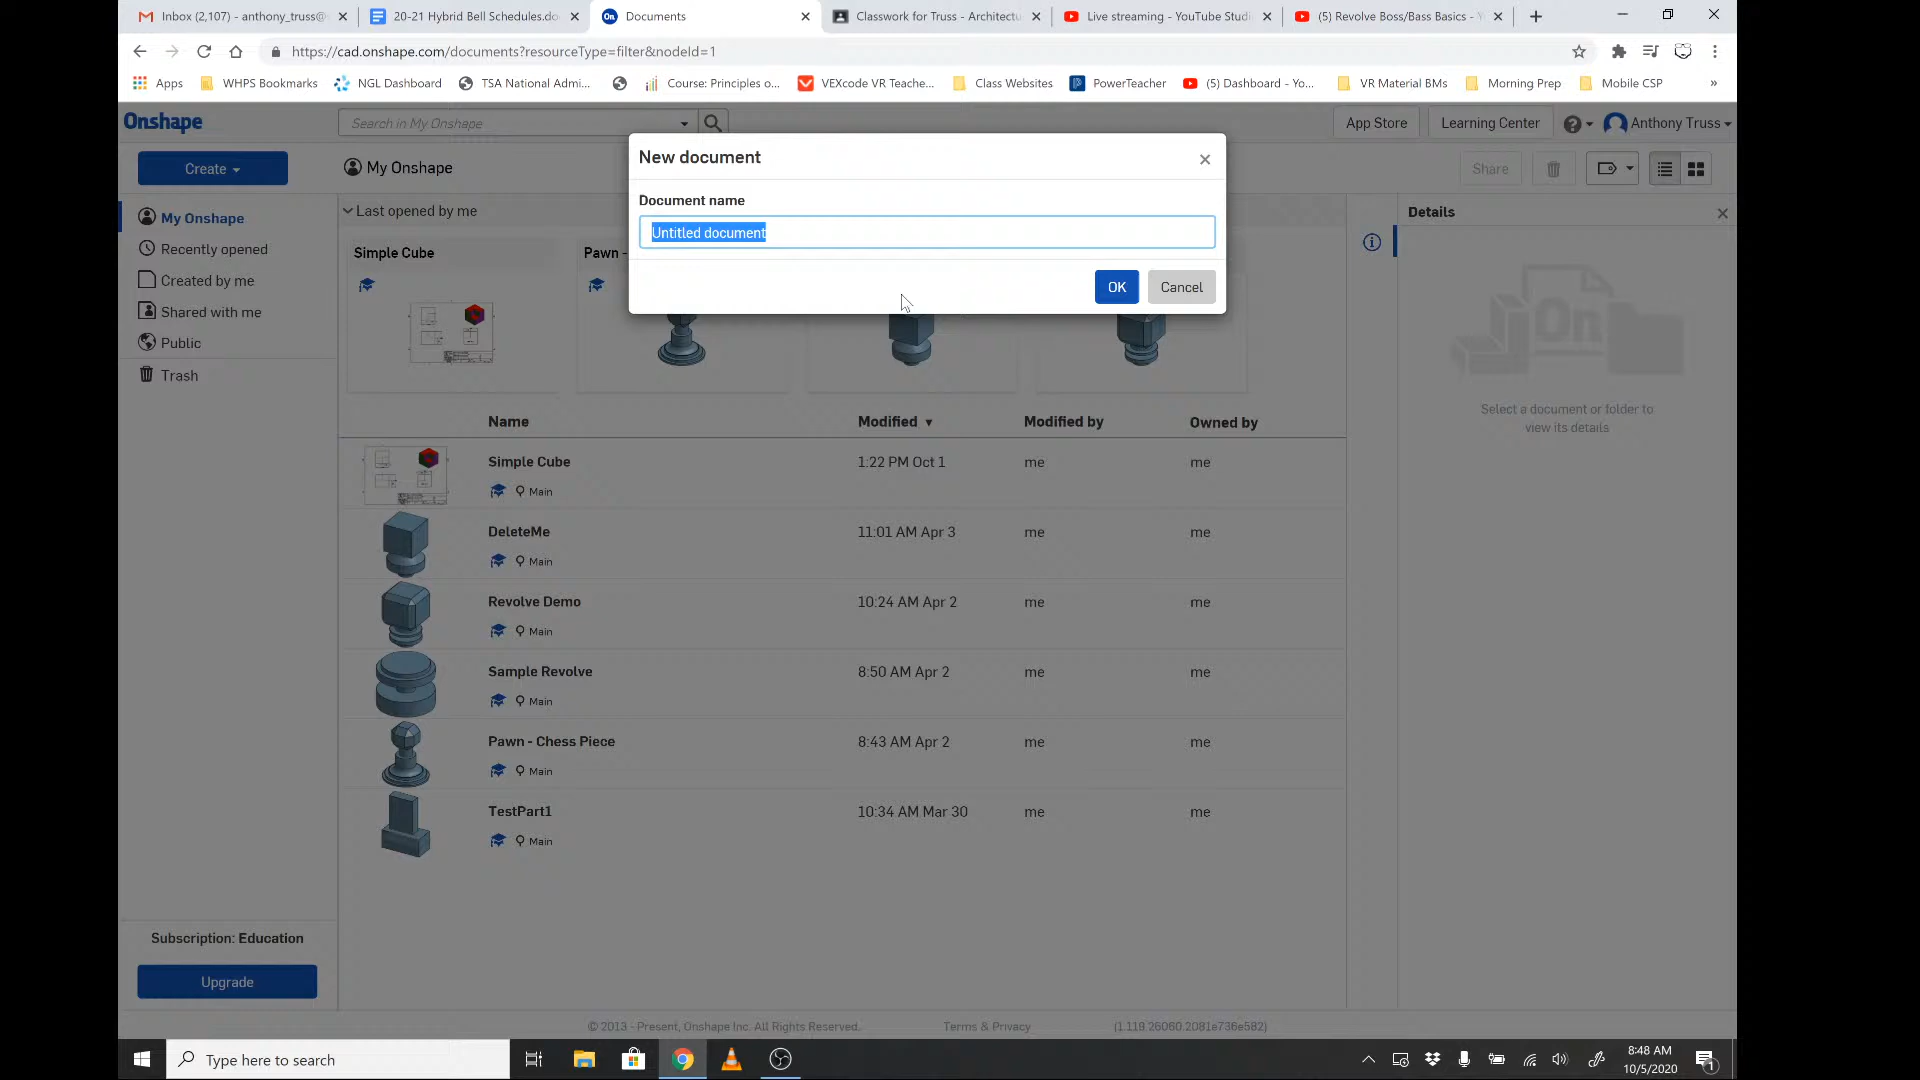 Inbox (2,107) - anthony_truss@
20-21 Hybrid Bell Schedules.do
On Documents
Classwork for Truss - Architectu
Live streaming - YouTube Studi
(5) Revolve Boss/Bass Basics -
https://cad.onshape.com/documents?resourceType=filter&nodeId=1
Apps
WHPS Bookmarks
NGL Dashboard
TSA National Admi...
Course: Principles o...
VEXcode VR Teache...
Class Websites
PowerTeacher
(5) Dashboard - Yo...
VR Material BMs
Morning Prep
Mobile CSP
»
Onshape
Search in My Onshape
App Store
Learning Center
Anthony Truss
Create
My Onshape
Share
New document
Document name
Untitled document
OK
Cancel
My Onshape
Recently opened
Created by me
Shared with me
Public
Trash
Last opened by me
Simple Cube
Pawn -
Details
Select a document or folder to
view its details
Name
Modified
Modified by
Owned by
Simple Cube
1:22 PM Oct 1
me
me
Main
DeleteMe
11:01 AM Apr 3
me
me
Main
Revolve Demo
10:24 AM Apr 2
me
me
Main
Sample Revolve
8:50 AM Apr 2
me
me
Main
Pawn - Chess Piece
8:43 AM Apr 2
me
me
Main
TestPart1
10:34 AM Mar 30
me
me
Main
Subscription: Education
Upgrade
© 2013 - Present, Onshape Inc. All Rights Reserved.
Terms & Privacy
(1.119.26060.2081e736e582)
Type here to search
8:48 AM
10/5/2020
1